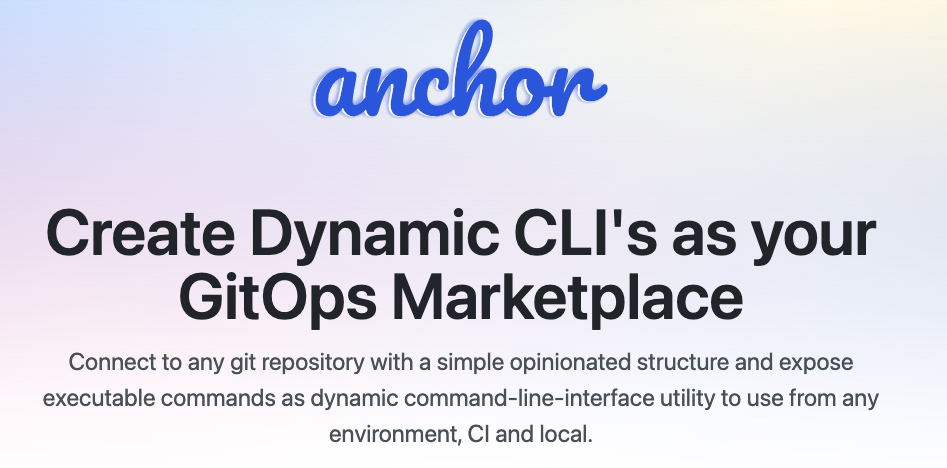 anchor
Create Dynamic CLI's as your
GitOps Marketplace
Connect to any git repository with a simple opinionated structure and expose
executable commands as dynamic command-line-interface utility to use from any
environment, CI and local.